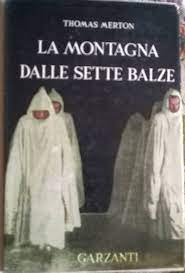 THOMAS MERTON
LA MONTAGNA
DALLE SETTE BALZE
GARZANTI